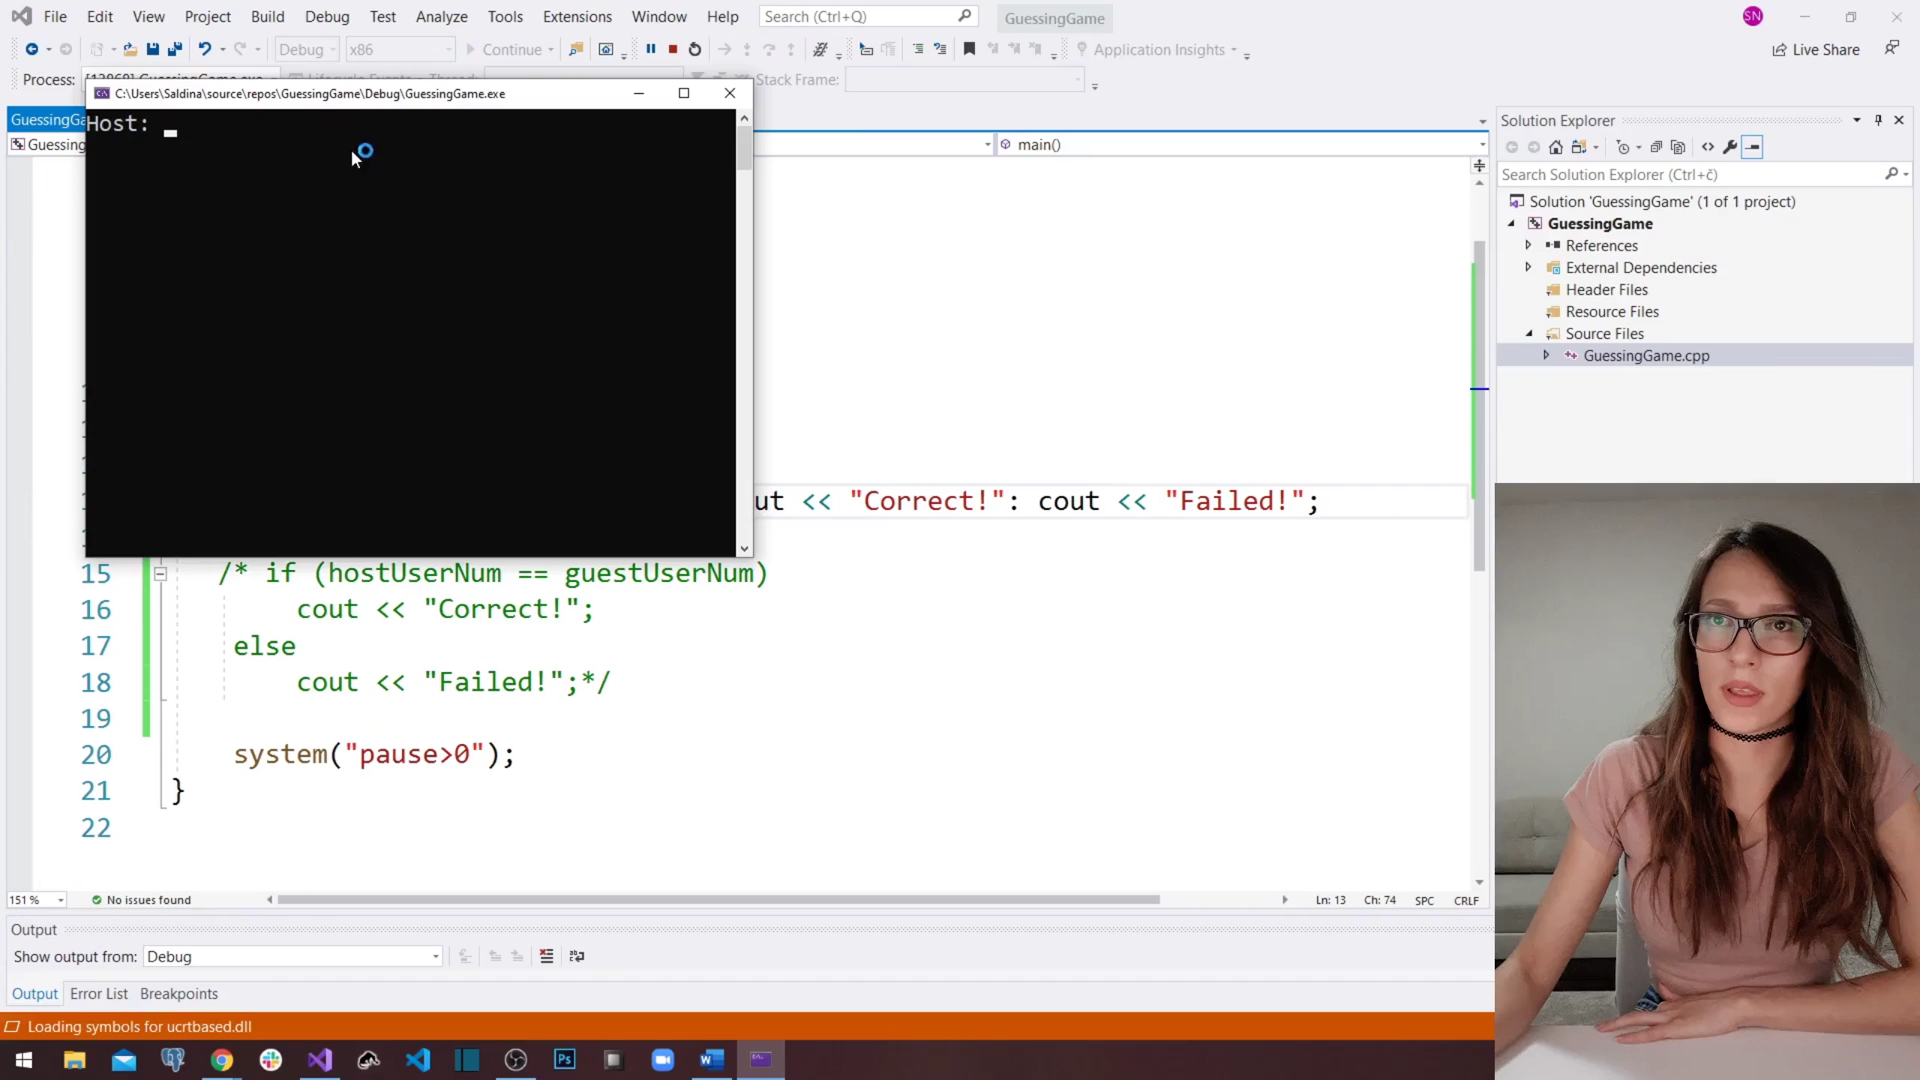 File Edit View Project Build Debug Test Analyze Tools Extensions Window Help Search (Ctrl+Q) GuessingGame SN
Debug x86 Continue Application Insights Live Share
Process: Stack Frame:
C:\Users\Saldina\source\repos\GuessingGame\Debug\GuessingGame.exe
Host:
GuessingGa
Guessing main()
Solution Explorer
Search Solution Explorer (Ctrl+č)
Solution 'GuessingGame' (1 of 1 project)
GuessingGame
References
External Dependencies
Header Files
Resource Files
Source Files
GuessingGame.cpp
ut << "Correct!": cout << "Failed!";
15 /* if (hostUserNum == guestUserNum)
16 cout << "Correct!";
17 else
18 cout << "Failed!";*/
19
20 system("pause>0");
21 }
22
151 % No issues found Ln: 13 Ch: 74 SPC CRLF
Output
Show output from: Debug
Output Error List Breakpoints
Loading symbols for ucrtbased.dll
Ps W